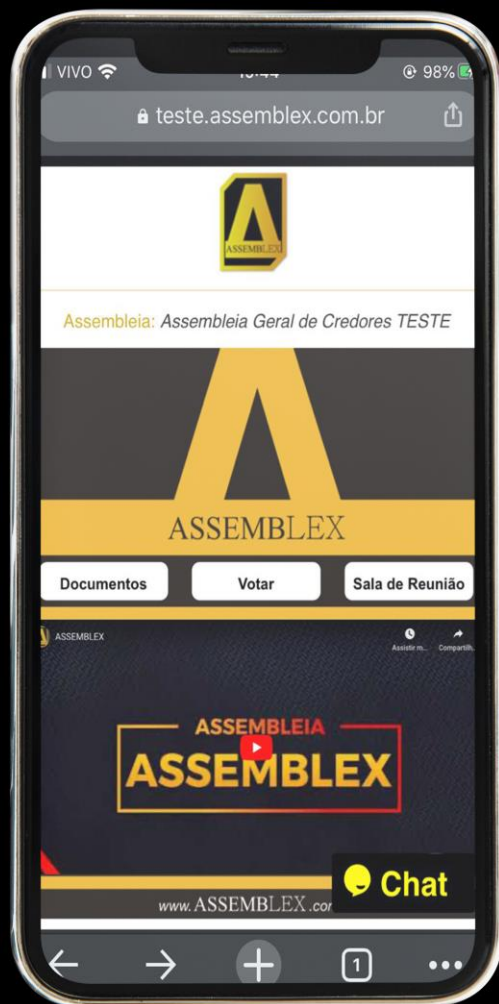 VIVO
98%
teste.assemblex.com.br
ASSEMBLEX
Assembleia: Assembleia Geral de Credores TESTE
ASSEMBLEX
Documentos
Votar
Sala de Reunião
ASSEMBLEX
Assistir m...
Compartilh...
ASSEMBLEIA
ASSEMBLEX
Chat
www.ASSEMBLEX.co
1